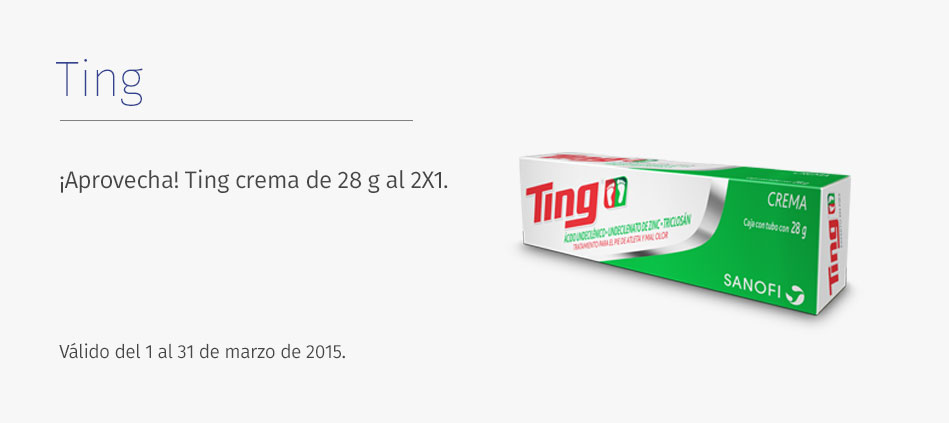 Ting
¡Aprovecha! Ting crema de 28 g al 2X1.
Válido del 1 al 31 de marzo de 2015.
Ting
ÁCIDO UNDECILÉNICO • UNDECILENATO DE ZINC • TRICLOSÁN
TRATAMIENTO PARA EL PIE DE ATLETA Y MAL OLOR
CREMA
Caja con tubo con 28 g
SANOFI
Ting